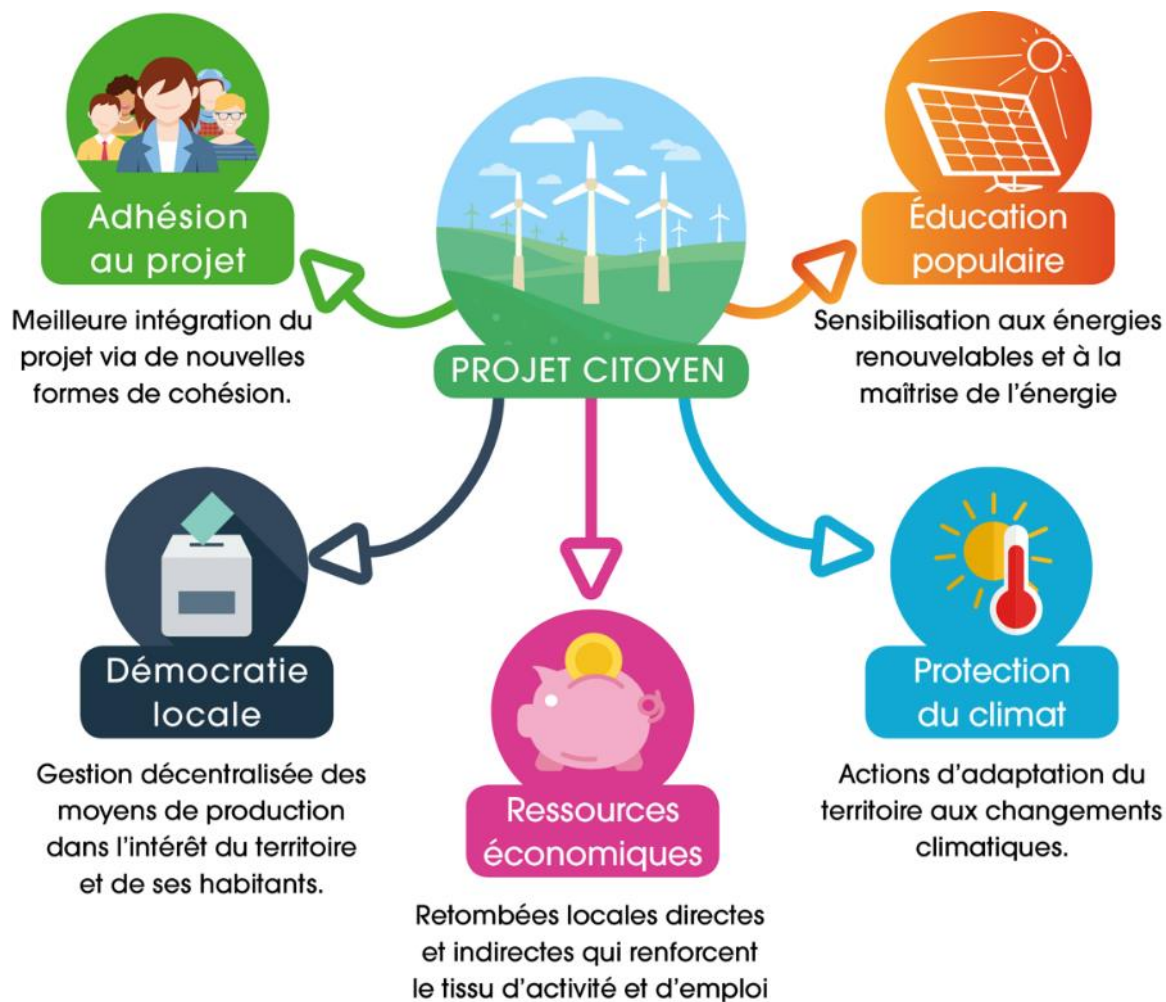 Adhésion
au projet
Meilleure intégration du
projet via de nouvelles
formes de cohésion.
PROJET CITOYEN
Éducation
populaire
Sensibilisation aux énergies
renouvelables et à la
maîtrise de l'énergie
Démocratie
locale
Gestion décentralisée des
moyens de production
dans l'intérêt du territoire
et de ses habitants.
Ressources
économiques
Retombées locales directes
et indirectes qui renforcent
le tissu d'activité et d'emploi
Protection
du climat
Actions d'adaptation du
territoire aux changements
climatiques.